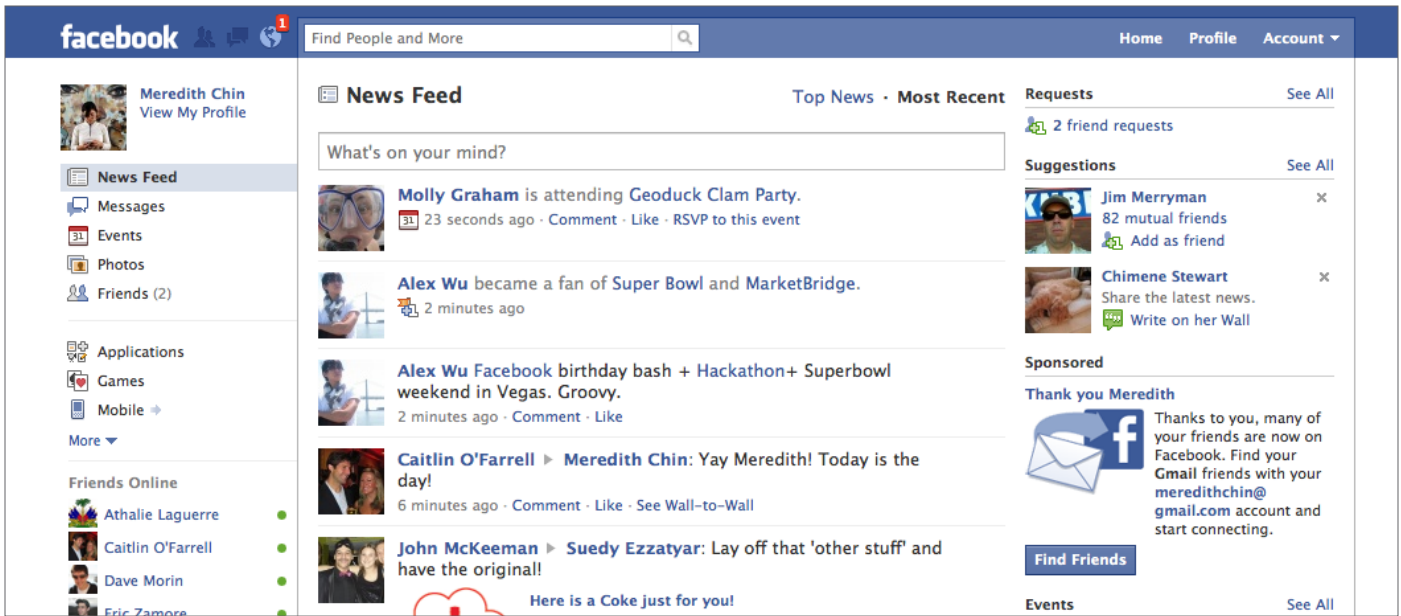 facebook
1
Find People and More
Home Profile Account
Meredith Chin
View My Profile
News Feed
Messages
31 Events
Photos
Friends (2)
Applications
Games
Mobile
More
Friends Online
Athalie Laguerre
Caitlin O'Farrell
Dave Morin
Eric Zamore
News Feed
Top News · Most Recent
What's on your mind?
Molly Graham is attending Geoduck Clam Party.
31 23 seconds ago · Comment · Like · RSVP to this event
Alex Wu became a fan of Super Bowl and MarketBridge.
2 minutes ago
Alex Wu Facebook birthday bash + Hackathon+ Superbowl
weekend in Vegas. Groovy.
2 minutes ago · Comment · Like
Caitlin O'Farrell ▶ Meredith Chin: Yay Meredith! Today is the
day!
6 minutes ago · Comment · Like · See Wall-to-Wall
John McKeeman ▶ Suedy Ezzatyar: Lay off that 'other stuff' and
have the original!
Here is a Coke just for you!
Requests See All
2 friend requests
Suggestions See All
Jim Merryman
82 mutual friends
Add as friend
Chimene Stewart
Share the latest news.
Write on her Wall
Sponsored
Thank you Meredith
f
Thanks to you, many of
your friends are now on
Facebook. Find your
Gmail friends with your
meredithchin@
gmail.com account and
start connecting.
Find Friends
Events See All